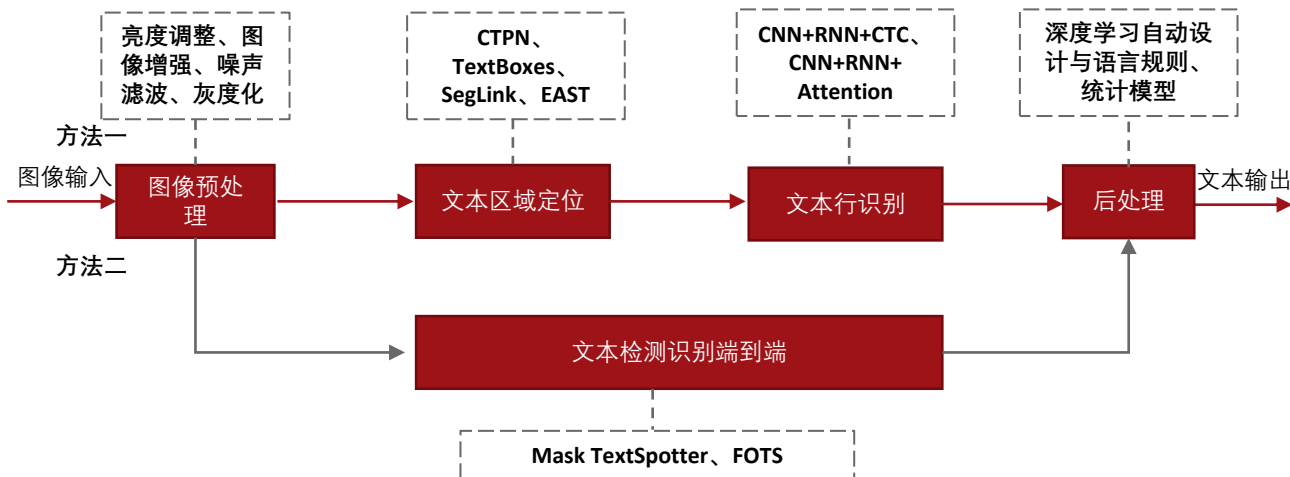 亮度调整、图
像增强、噪声
滤波、灰度化
CTPN、
TextBoxes、
SegLink、EAST
CNN+RNN+CTC、
CNN+RNN+
Attention
深度学习自动设
计与语言规则、
统计模型
方法一
图像输入
图像预处
理
文本区域定位
文本行识别
后处理
文本输出
方法二
文本检测识别端到端
Mask TextSpotter、FOTS